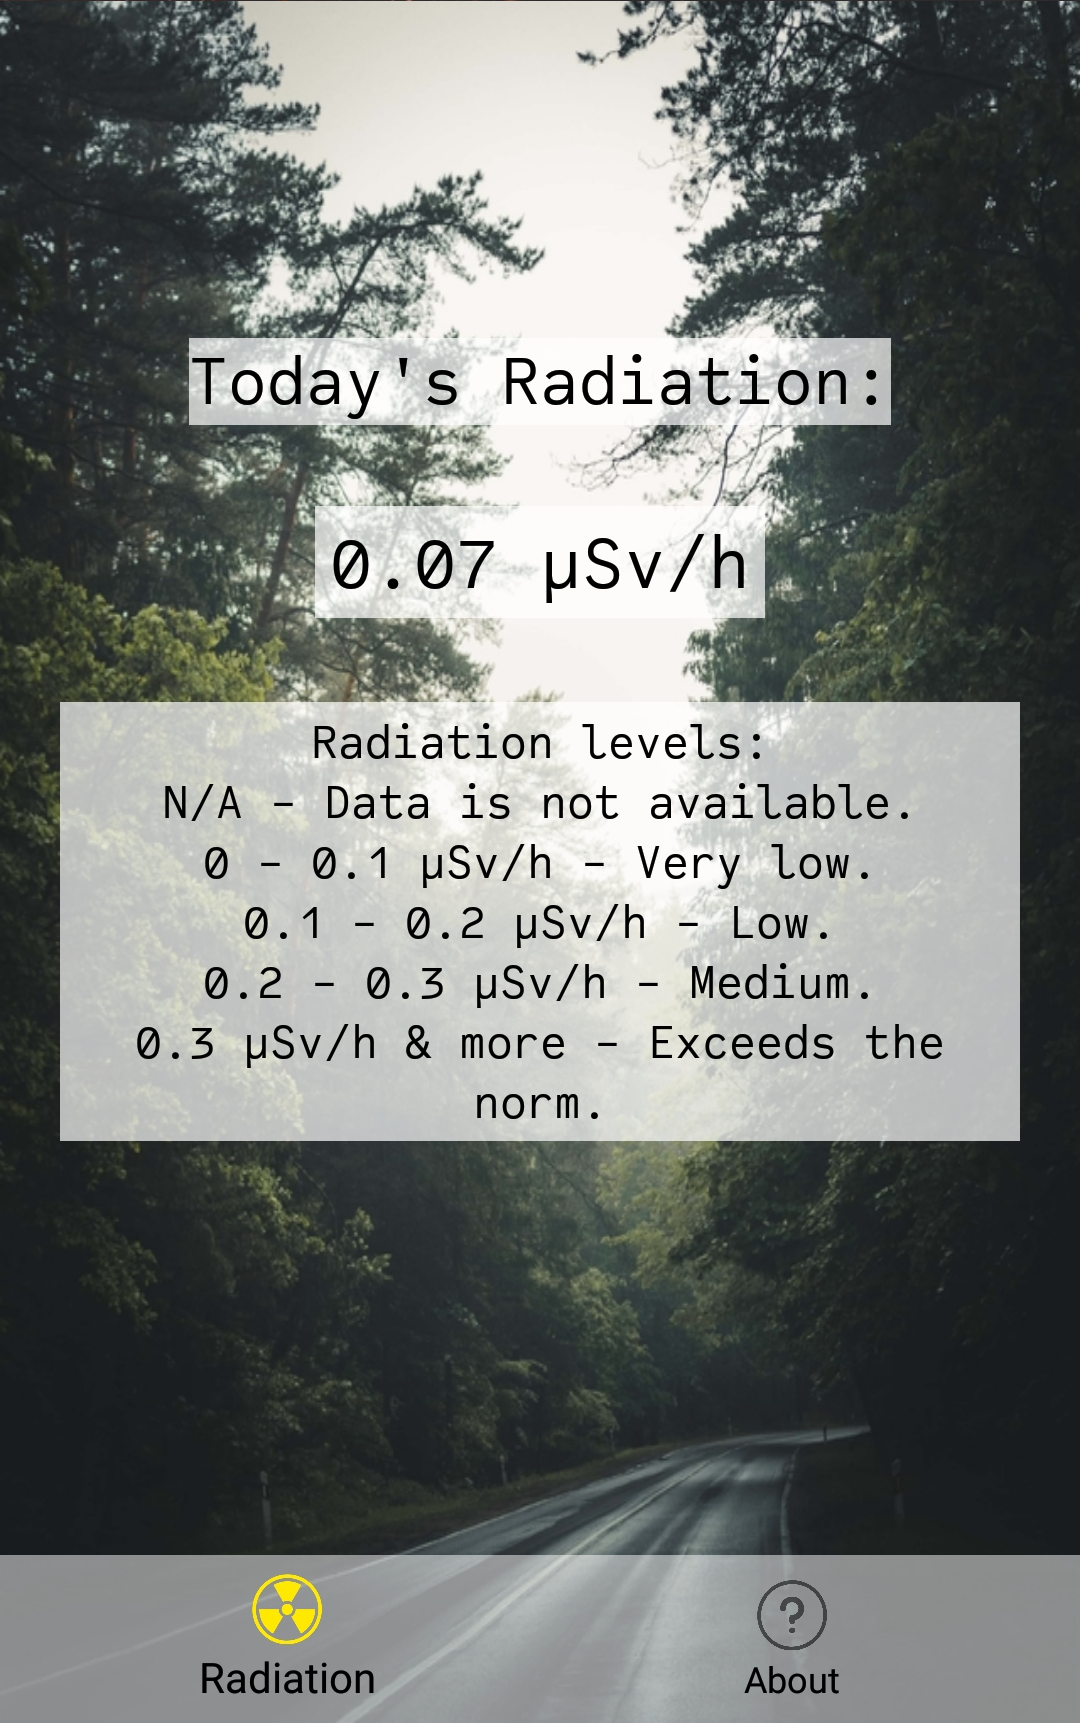 Today's Radiation:
0.07 µSv/h
Radiation levels:
N/A – Data is not available.
0 – 0.1 µSv/h – Very low.
0.1 – 0.2 µSv/h – Low.
0.2 – 0.3 µSv/h – Medium.
0.3 µSv/h & more – Exceeds the
norm.
Radiation
About